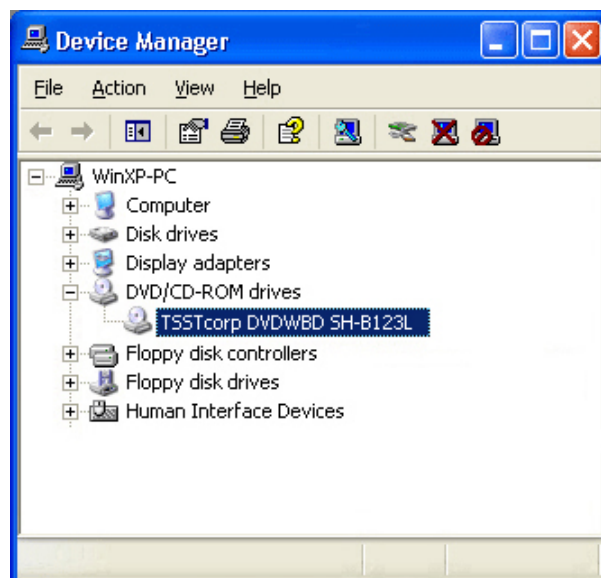 Device Manager
File Action View Help
WinXP-PC
Computer
Disk drives
Display adapters
DVD/CD-ROM drives
TSSTcorp DVDWBD SH-B123L
Floppy disk controllers
Floppy disk drives
Human Interface Devices